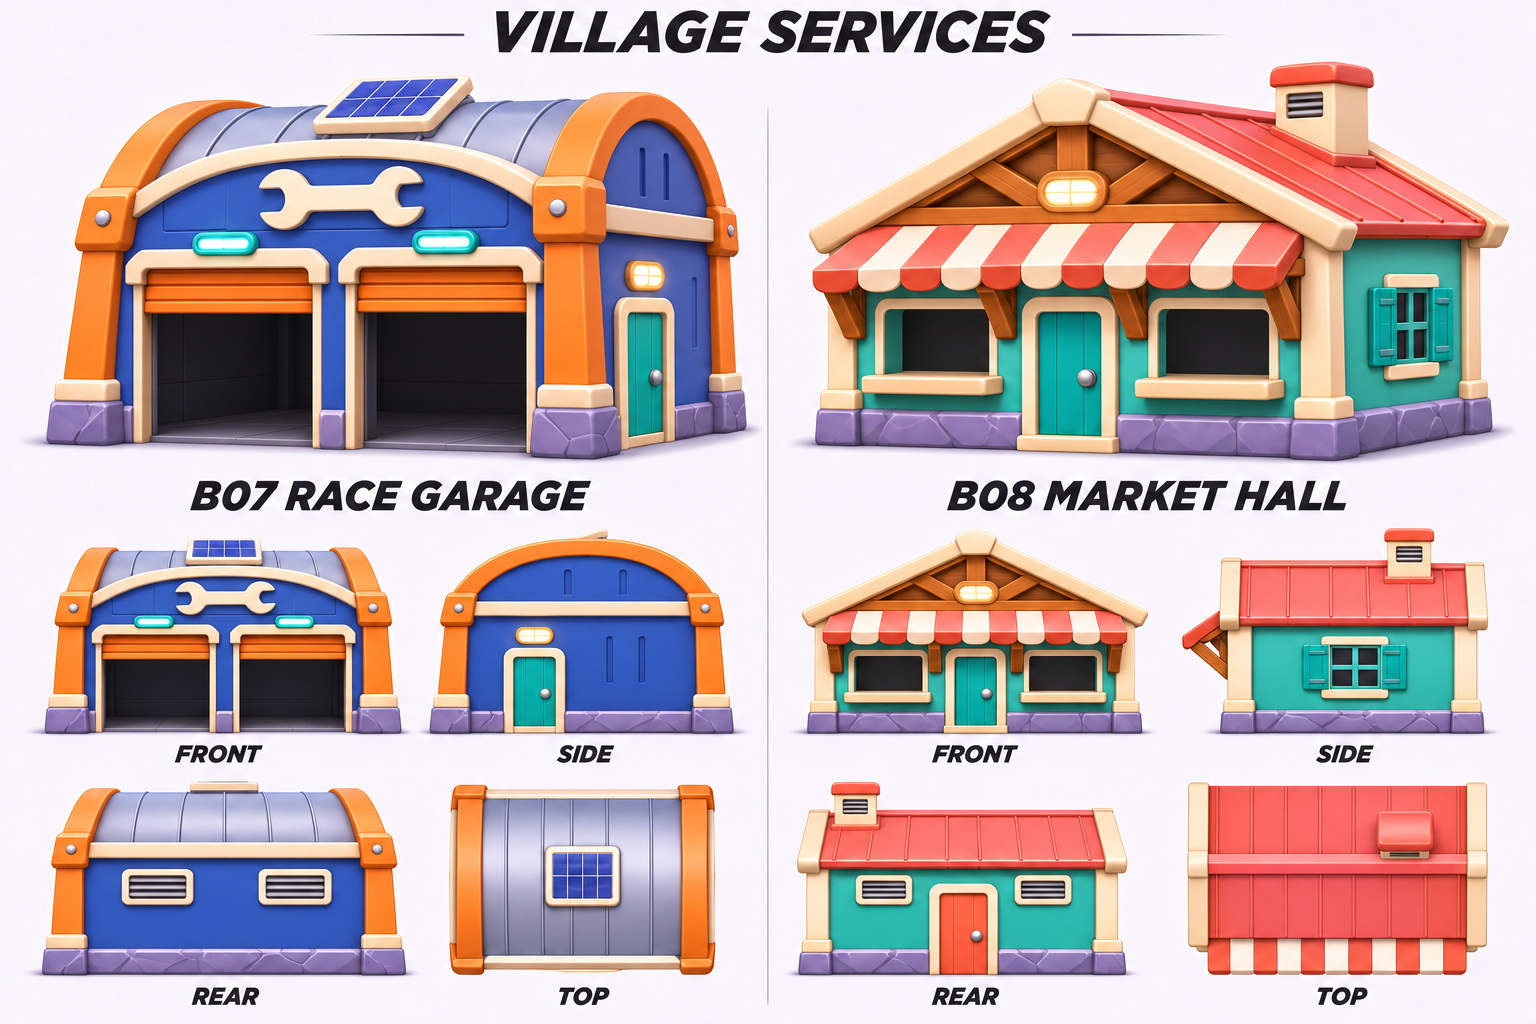 VILLAGE SERVICES
B07 RACE GARAGE
FRONT
SIDE
REAR
TOP
B08 MARKET HALL
FRONT
SIDE
REAR
TOP